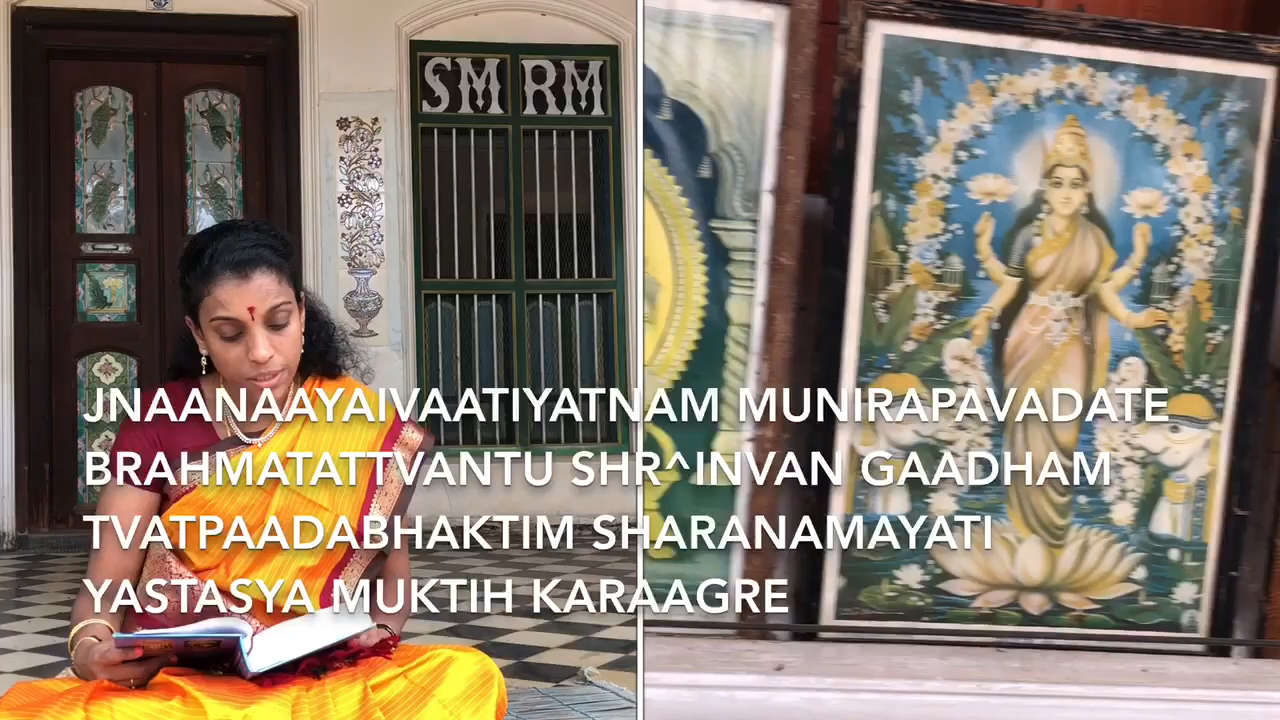 SM RM
JNAANAAYAIVAATIYATNAM MUNIRAPAVADATE
BRAHMATATTVANTU SHR^INVAN GAADHAM
TVATPAADABHAKTIM SHARANAMAYATI
YASTASYA MUKTIH KARAAGRE